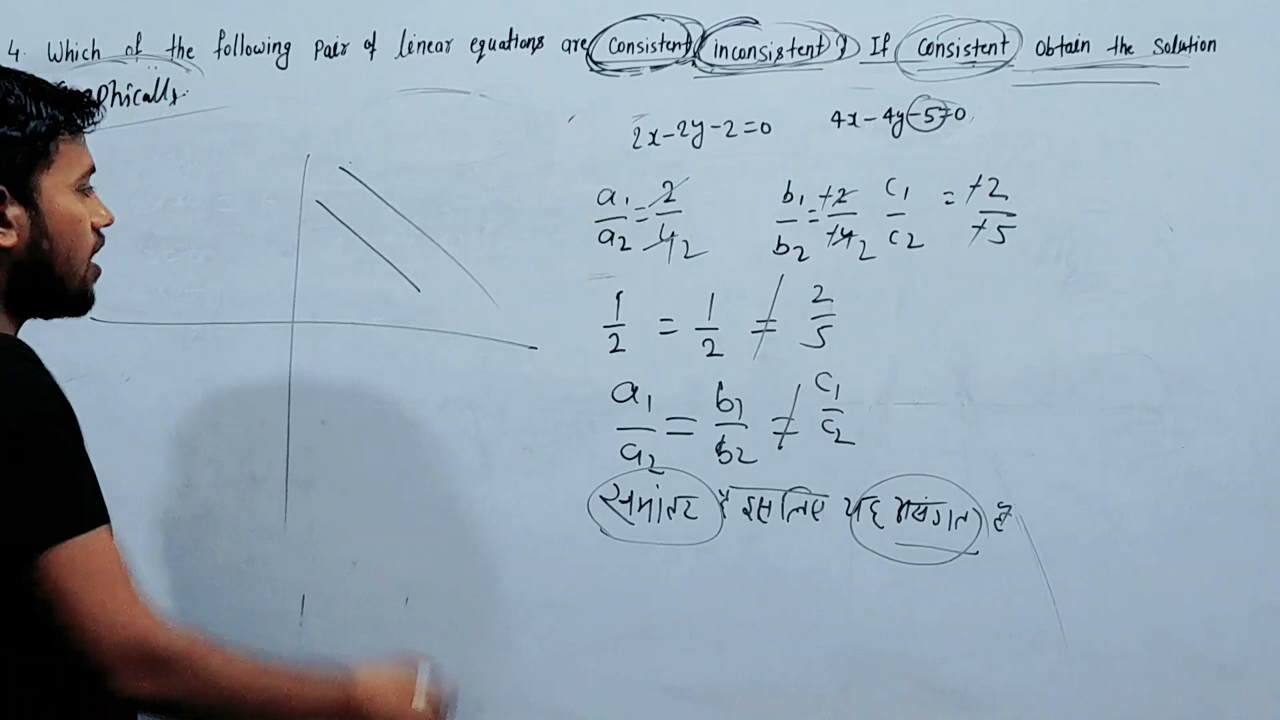 4. Which of the following Pair of linear equations are Consistent, inconsistent? If Consistent obtain the Solution
Graphically.
2x-2y-2=0 4x-4y-5=0
a₁/a₂ = 2/4 2 b₁/b₂ = +2/+4 2 c₁/c₂ = +2/+5
1/2 = 1/2 ≠ 2/5
a₁/a₂ = b₁/b₂ ≠ c₁/c₂
समांतर है इसलिए यह असंगत है